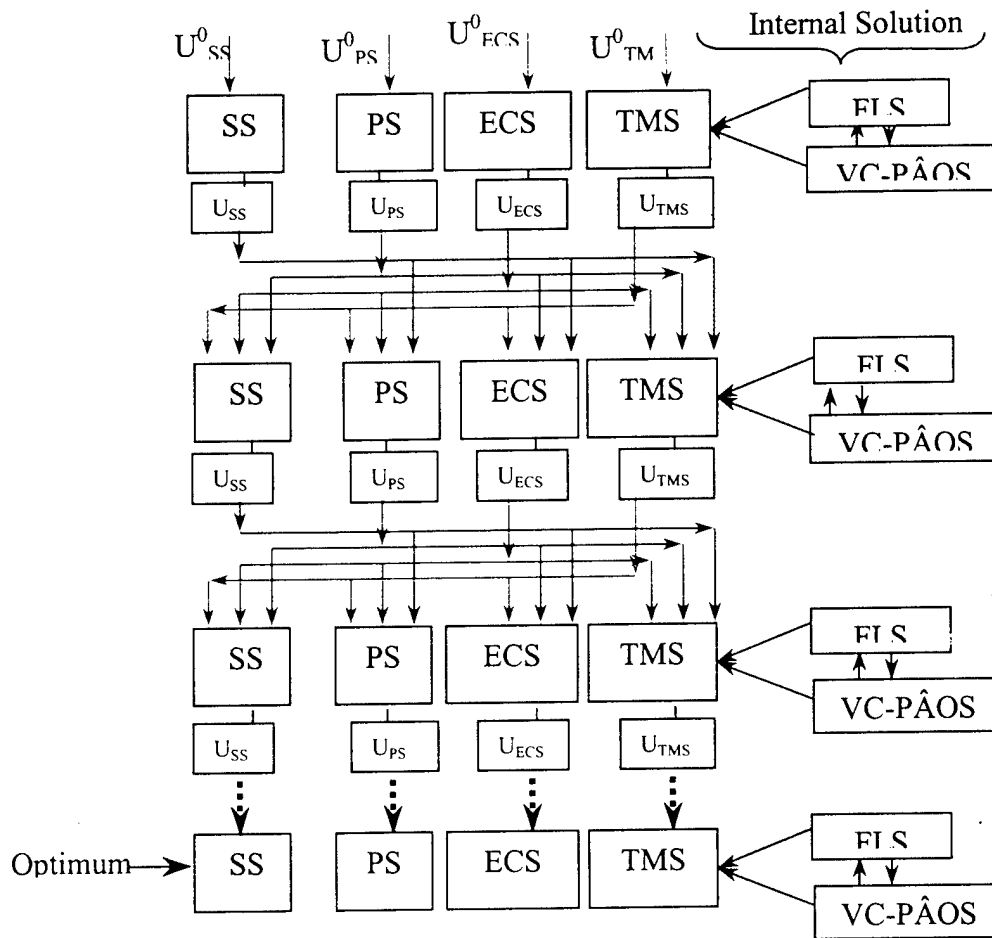 Internal Solution
U⁰SS U⁰PS U⁰ECS U⁰TM
SS PS ECS TMS FLS
VC-PÂOS
USS UPS UECS UTMS
SS PS ECS TMS FLS
VC-PÂOS
USS UPS UECS UTMS
SS PS ECS TMS FLS
VC-PÂOS
USS UPS UECS UTMS
Optimum SS PS ECS TMS FLS
VC-PÂOS